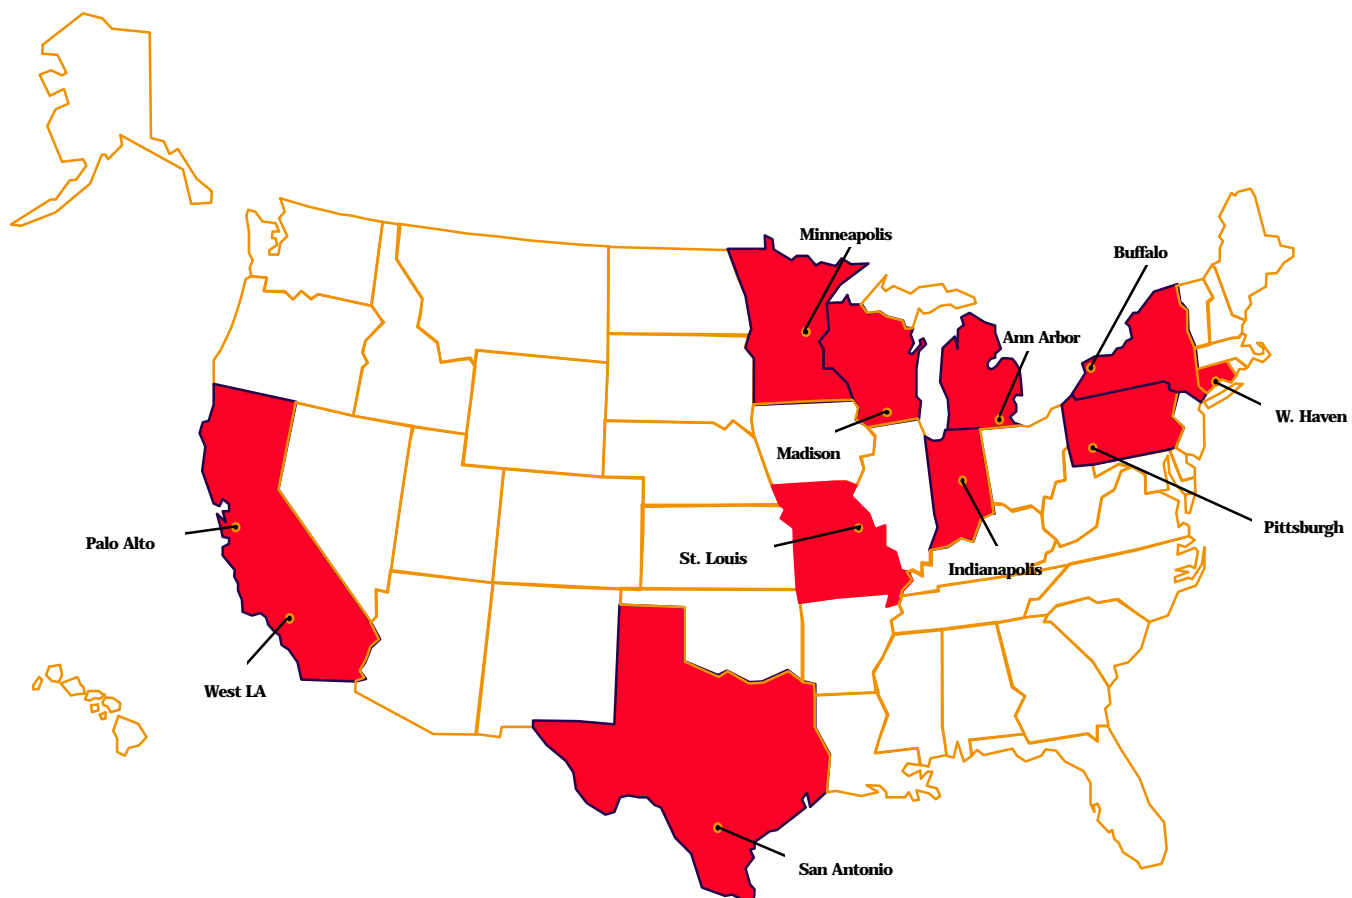 Minneapolis
Buffalo
Ann Arbor
W. Haven
Madison
Pittsburgh
Palo Alto
St. Louis
Indianapolis
West LA
San Antonio